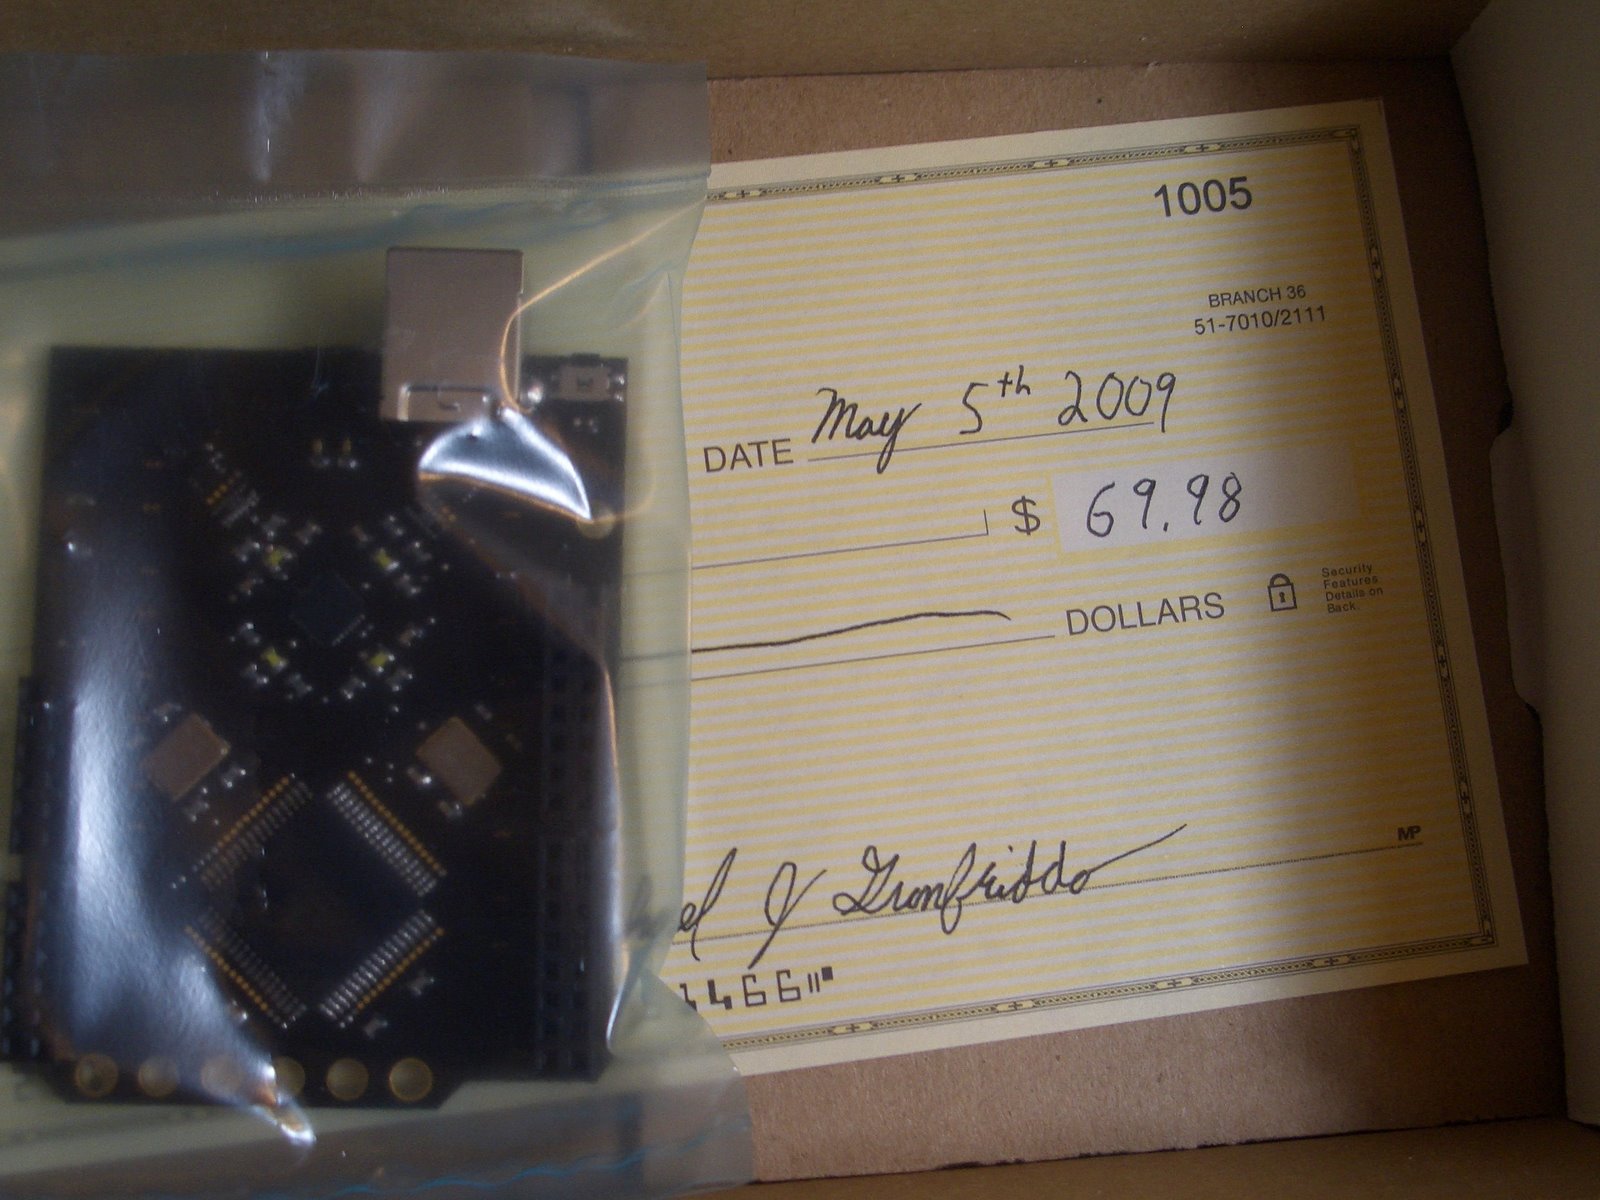 1005
BRANCH 36
51-7010/2111
DATE May 5th 2009
$ 69.98
DOLLARS
Security
Features
Details on
Back
MP
J Gronfriddo
466